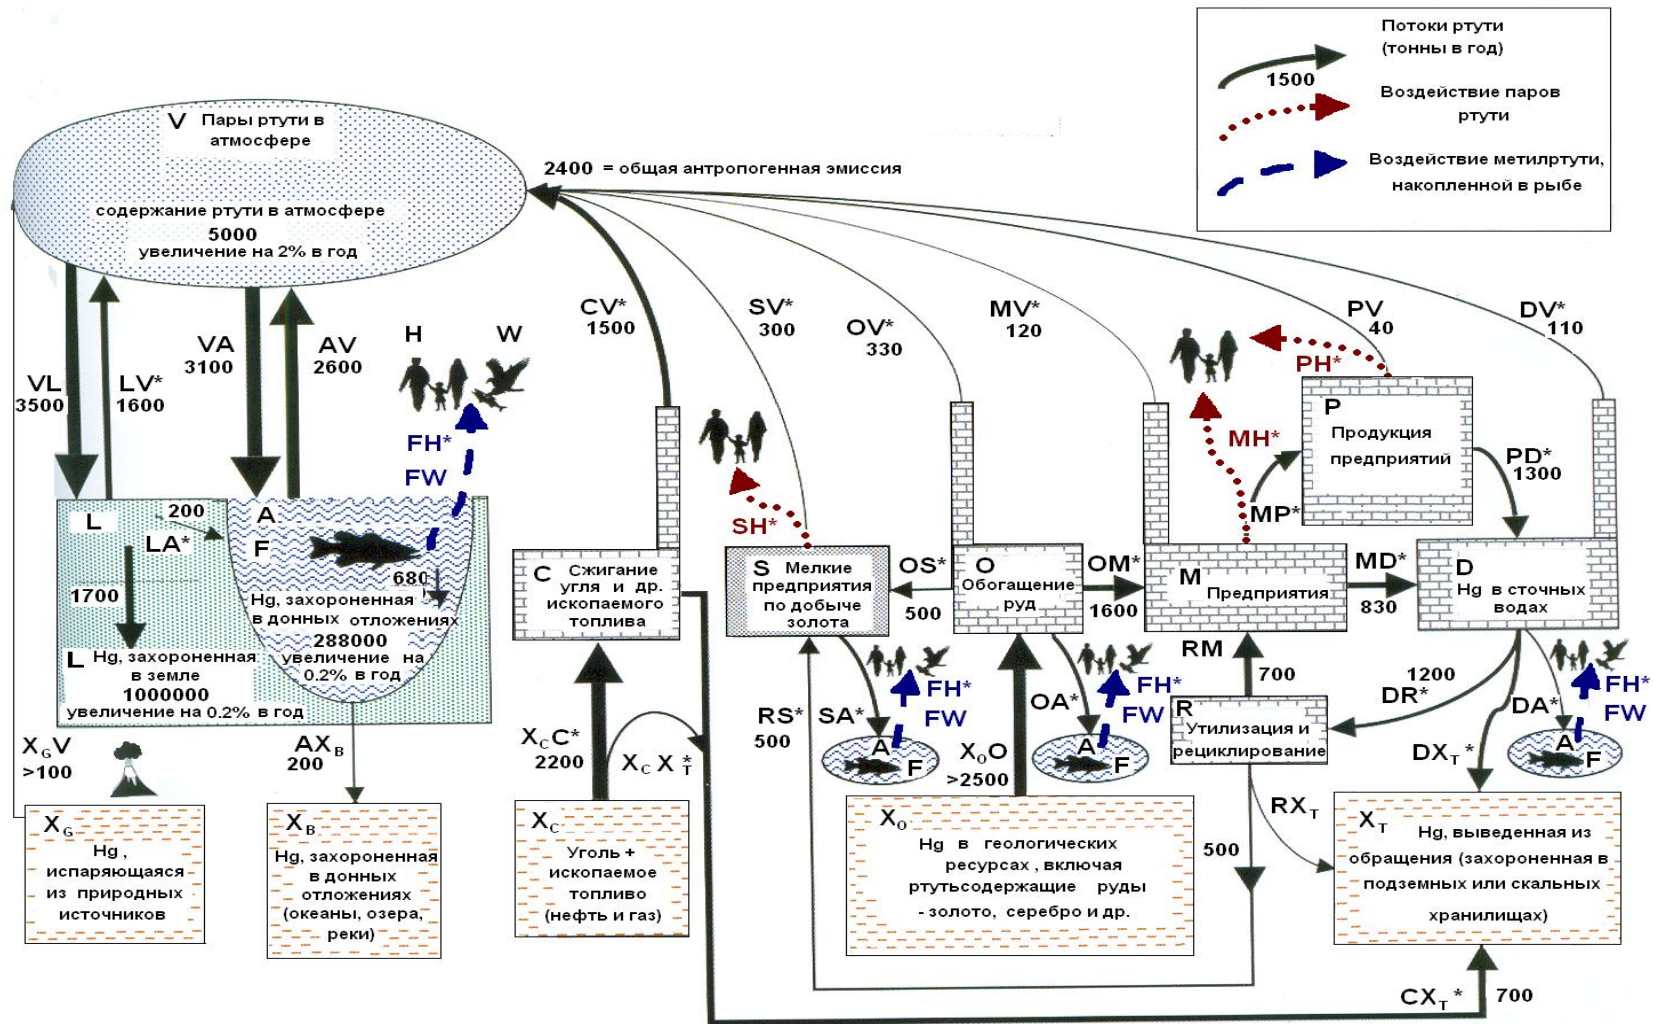 Потоки ртути
(тонны в год)
1500
Воздействие паров
ртути
Воздействие метилртути,
накопленной в рыбе
V Пары ртути в
атмосфере
содержание ртути в атмосфере
5000
увеличение на 2% в год
2400 = общая антропогенная эмиссия
VL
3500
LV*
1600
VA
3100
AV
2600
H
W
FH*
FW
CV*
1500
SV*
300
OV*
330
MV*
120
PV
40
DV*
110
PH*
MH*
SH*
P
Продукция
предприятий
PD*
1300
MP*
L
200
LA*
A
F
680
1700
Hg, захороненная
в донных отложениях
288000
увеличение на
0.2% в год
L Hg, захороненная
в земле
1000000
увеличение на 0.2% в год
C Сжигание
угля и др.
ископаемого
топлива
S Мелкие
предприятия
по добыче
золота
OS*
500
O
Обогащение
руд
OM*
1600
M
Предприятия
MD*
830
D
Hg в сточных
водах
RM
700
1200
DR*
R
Утилизация и
рециклирование
RS*
500
SA*
FH*
FW
A
F
OA*
FH*
FW
A
F
DA*
FH*
FW
A
F
DXT*
XGV
>100
AXB
200
XCC*
2200
XC XT*
XOO
>2500
RXT
500
XG
Hg,
испаряющаяся
из природных
источников
XB
Hg, захороненная
в донных
отложениях
(океаны, озера,
реки)
XC
Уголь +
ископаемое
топливо
(нефть и газ)
XO
Hg в геологических
ресурсах, включая
ртутьсодержащие руды
- золото, серебро и др.
XT Hg, выведенная из
обращения (захороненная в
подземных или скальных
хранилищах)
CXT*
700